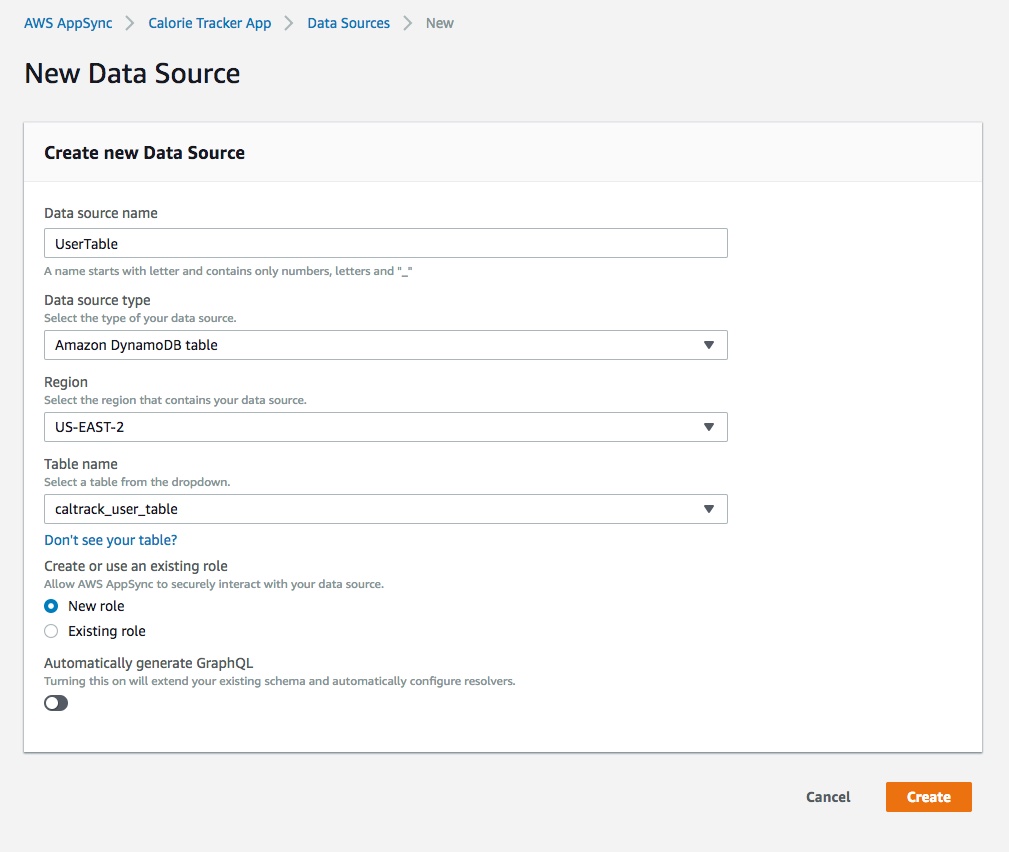 AWS AppSync > Calorie Tracker App > Data Sources > New
New Data Source
Create new Data Source
Data source name
UserTable
A name starts with letter and contains only numbers, letters and "_"
Data source type
Select the type of your data source.
Amazon DynamoDB table
Region
Select the region that contains your data source.
US-EAST-2
Table name
Select a table from the dropdown.
caltrack_user_table
Don't see your table?
Create or use an existing role
Allow AWS AppSync to securely interact with your data source.
New role
Existing role
Automatically generate GraphQL
Turning this on will extend your existing schema and automatically configure resolvers.
Cancel Create